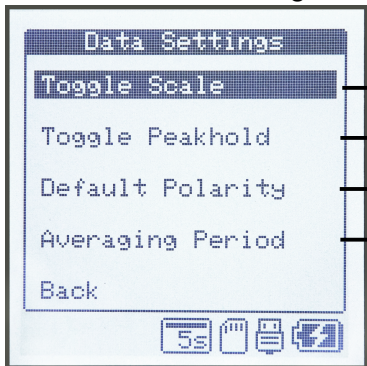 Data Settings
Toggle Scale
Toggle Peakhold
Default Polarity
Averaging Period
Back
5s